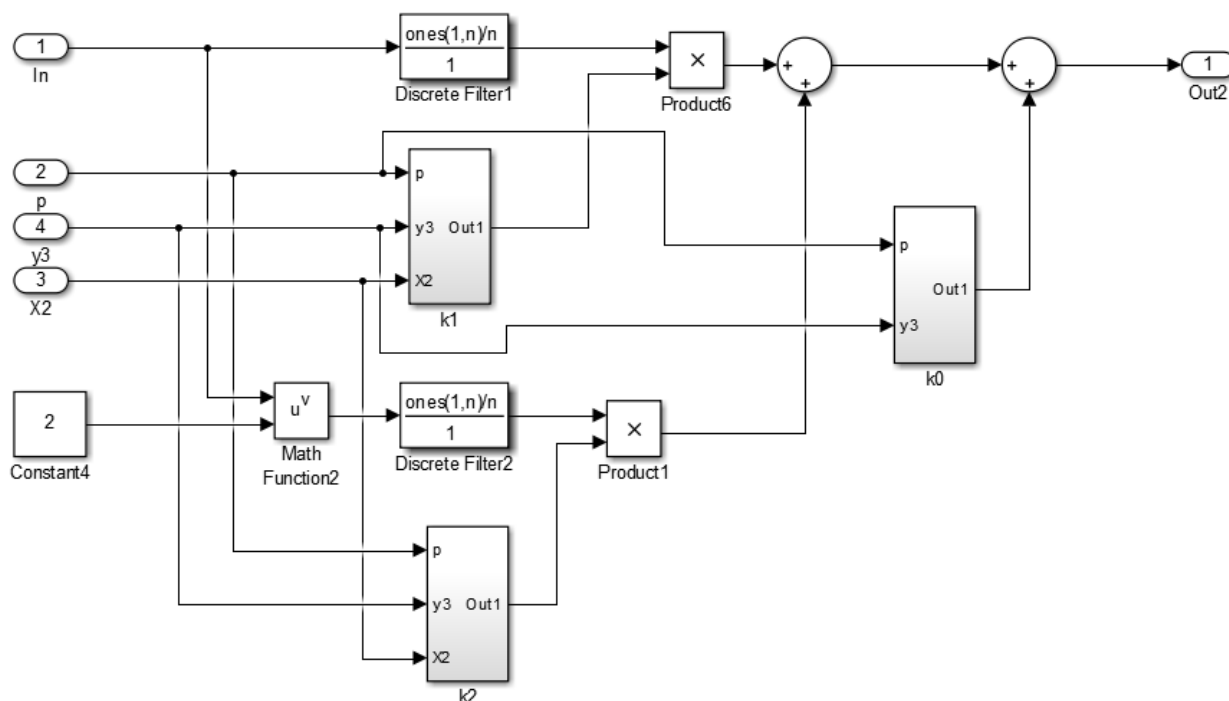 1
In
ones(1,n)/n
1
Discrete Filter1
×
Product6
+
+
+
+
1
Out2
2
p
4
y3
3
X2
p
y3
Out1
X2
k1
p
Out1
y3
k0
2
Constant4
u^v
Math
Function2
ones(1,n)/n
1
Discrete Filter2
×
Product1
p
y3
Out1
X2
k2